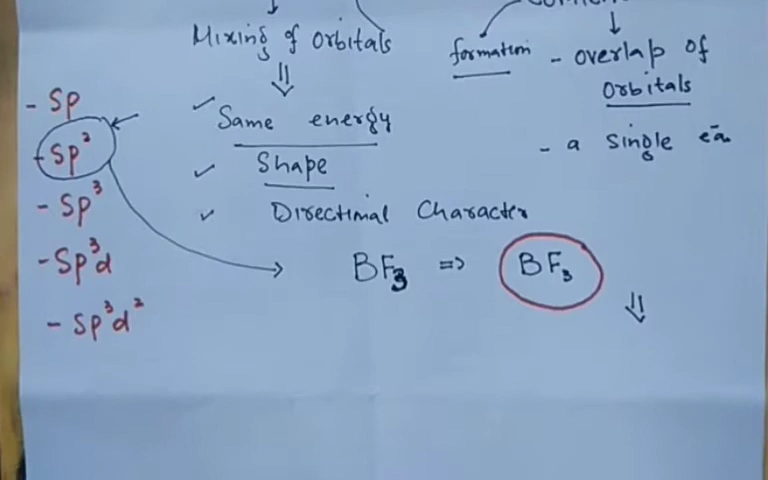 Mixing of orbitals
⇓
- Sp
- Sp²
- Sp³
- Sp³d
- Sp³d²
✓ Same energy
✓ Shape
✓ Directimal Character
BF₃ => BF₃
⇓
formation
- overlap of
orbitals
- a single